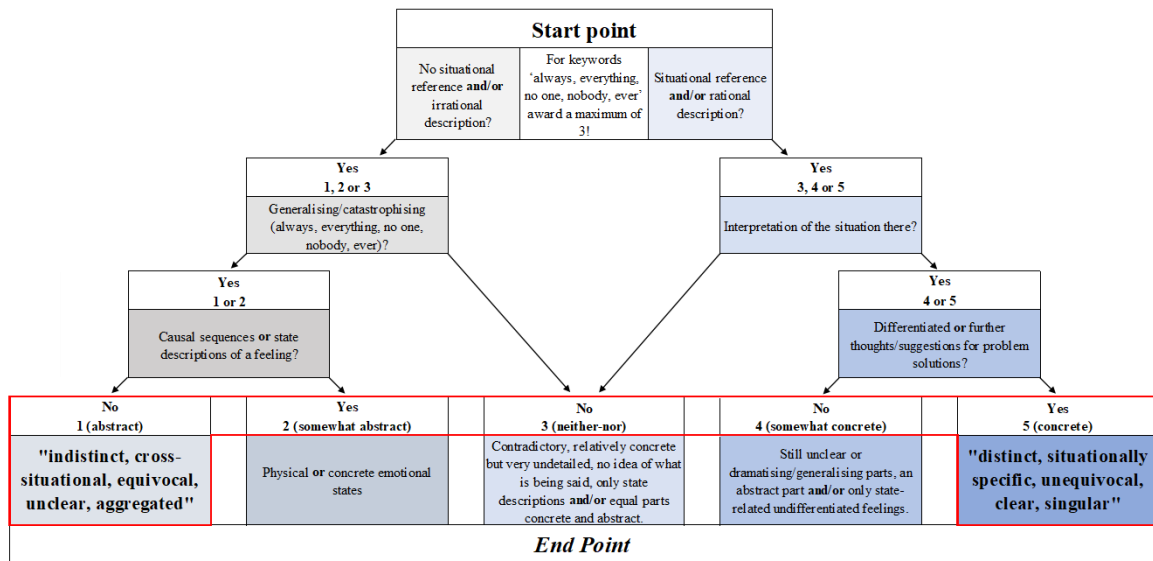 Start point
No situational
reference and/or
irrational
description?
For keywords
'always, everything,
no one, nobody, ever'
award a maximum of
3!
Situational reference
and/or rational
description?
Yes
1, 2 or 3
Generalising/catastrophising
(always, everything, no one,
nobody, ever)?
Yes
3, 4 or 5
Interpretation of the situation there?
Yes
1 or 2
Causal sequences or state
descriptions of a feeling?
Yes
4 or 5
Differentiated or further
thoughts/suggestions for problem
solutions?
No
1 (abstract)
"indistinct, cross-
situational, equivocal,
unclear, aggregated"
Yes
2 (somewhat abstract)
Physical or concrete emotional
states
No
3 (neither-nor)
Contradictory, relatively concrete
but very undetailed, no idea of what
is being said, only state
descriptions and/or equal parts
concrete and abstract.
No
4 (somewhat concrete)
Still unclear or
dramatising/generalising parts, an
abstract part and/or only state-
related undifferentiated feelings.
Yes
5 (concrete)
"distinct, situationally
specific, unequivocal,
clear, singular"
End Point